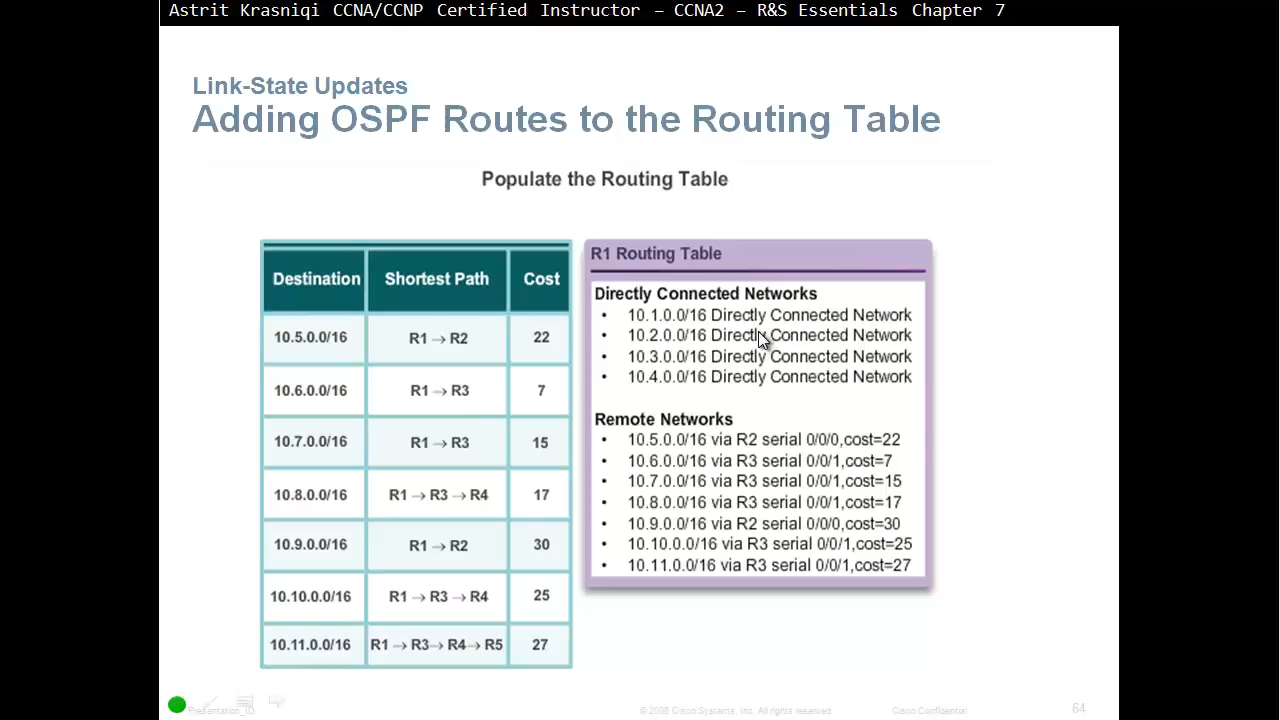 Astrit Krasniqi CCNA/CCNP Certified Instructor – CCNA2 – R&S Essentials Chapter 7
Link-State Updates
Adding OSPF Routes to the Routing Table
Populate the Routing Table
Destination Shortest Path Cost
10.5.0.0/16 R1 → R2 22
10.6.0.0/16 R1 → R3 7
10.7.0.0/16 R1 → R3 15
10.8.0.0/16 R1 → R3 → R4 17
10.9.0.0/16 R1 → R2 30
10.10.0.0/16 R1 → R3 → R4 25
10.11.0.0/16 R1 → R3 → R4 → R5 27
R1 Routing Table
Directly Connected Networks
• 10.1.0.0/16 Directly Connected Network
• 10.2.0.0/16 Directly Connected Network
• 10.3.0.0/16 Directly Connected Network
• 10.4.0.0/16 Directly Connected Network
Remote Networks
• 10.5.0.0/16 via R2 serial 0/0/0,cost=22
• 10.6.0.0/16 via R3 serial 0/0/1,cost=7
• 10.7.0.0/16 via R3 serial 0/0/1,cost=15
• 10.8.0.0/16 via R3 serial 0/0/1,cost=17
• 10.9.0.0/16 via R2 serial 0/0/0,cost=30
• 10.10.0.0/16 via R3 serial 0/0/1,cost=25
• 10.11.0.0/16 via R3 serial 0/0/1,cost=27
Presentation_ID
© 2008 Cisco Systems, Inc. All rights reserved.
Cisco Confidential
64